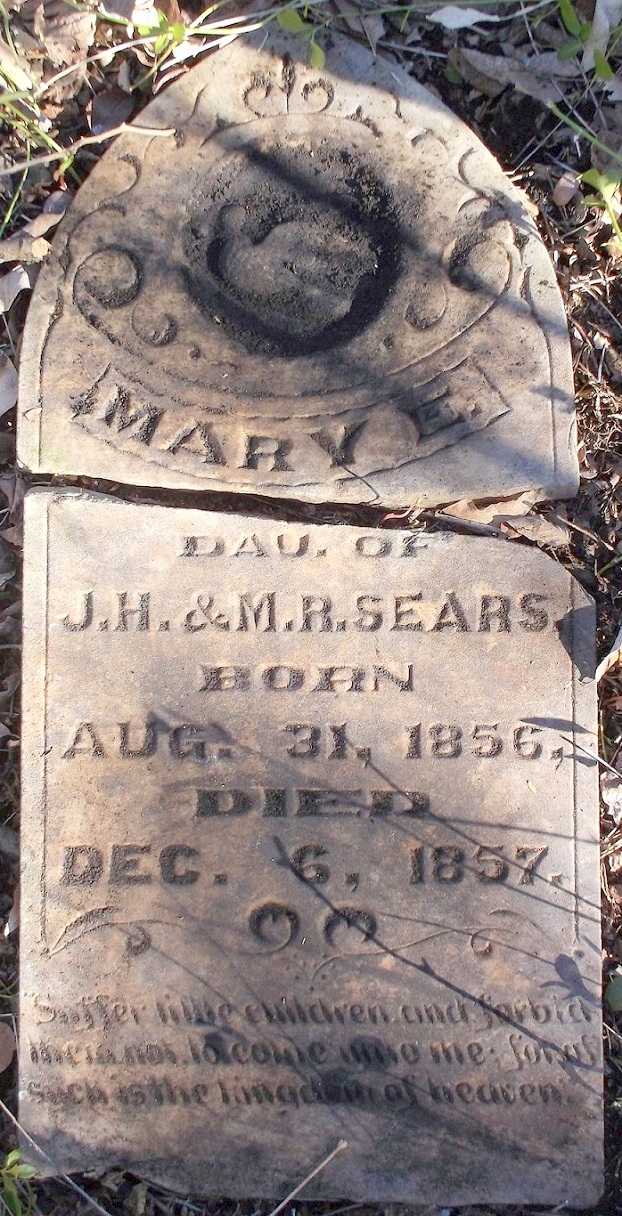 MARY E.
DAU. OF
J.H. & M.R. SEARS.
BORN
AUG. 31, 1856,
DIED
DEC. 6, 1857.
Suffer little children and forbid
them not to come unto me: for of
such is the kingdom of heaven.